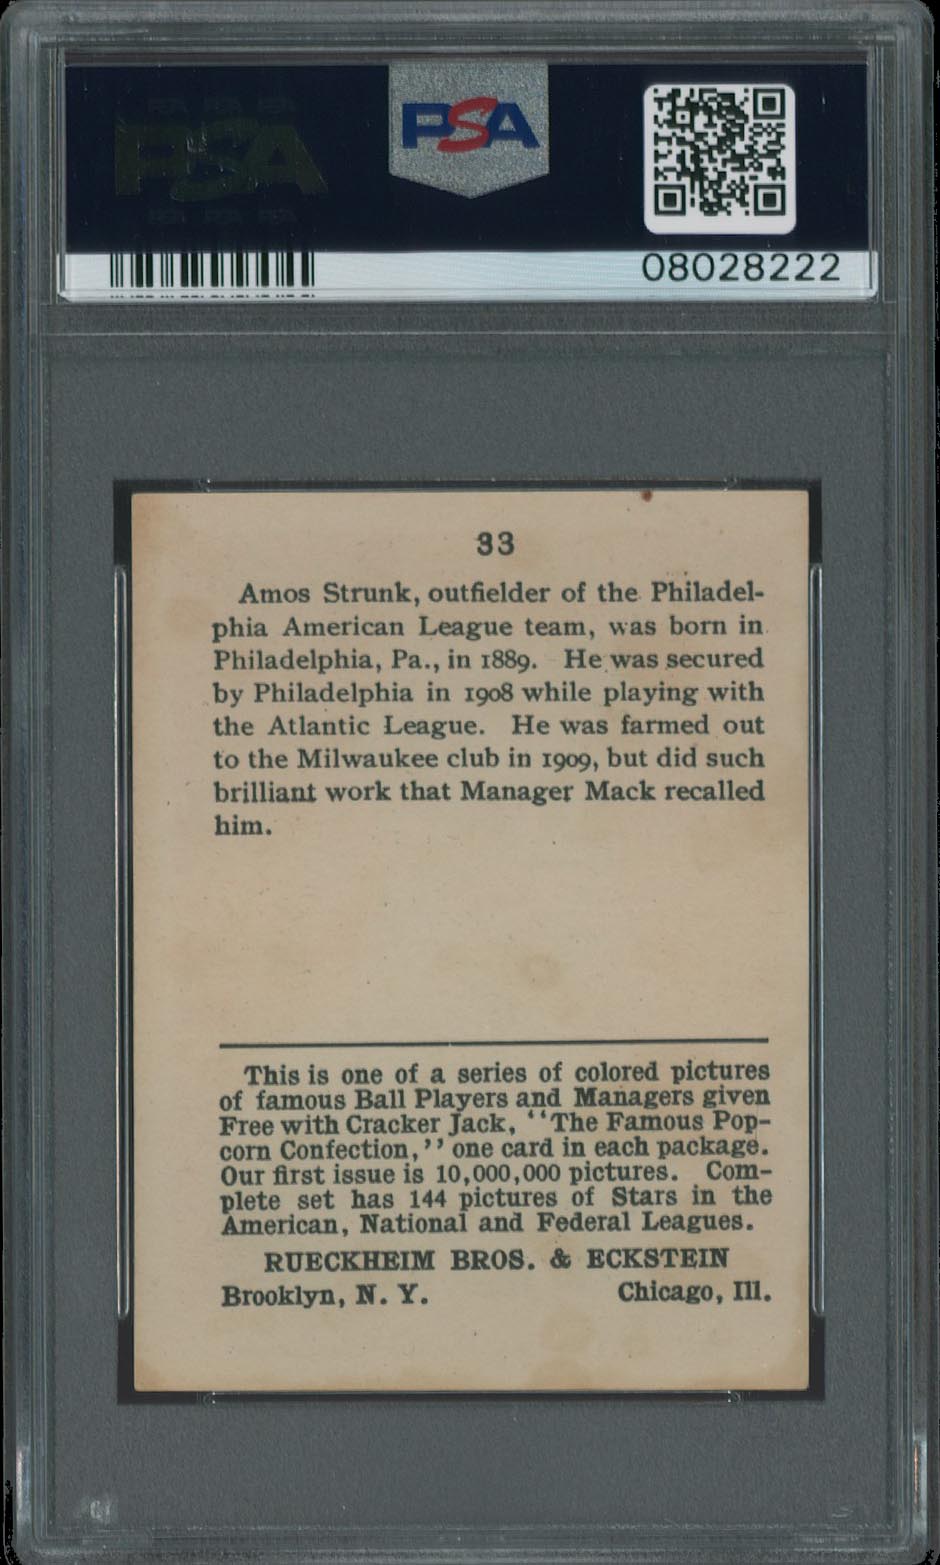 PSA
PSA
08028222
33
Amos Strunk, outfielder of the Philadel-
phia American League team, was born in
Philadelphia, Pa., in 1889. He was secured
by Philadelphia in 1908 while playing with
the Atlantic League. He was farmed out
to the Milwaukee club in 1909, but did such
brilliant work that Manager Mack recalled
him.
This is one of a series of colored pictures
of famous Ball Players and Managers given
Free with Cracker Jack, "The Famous Pop-
corn Confection," one card in each package.
Our first issue is 10,000,000 pictures. Com-
plete set has 144 pictures of Stars in the
American, National and Federal Leagues.
RUECKHEIM BROS. & ECKSTEIN
Brooklyn, N. Y. Chicago, Ill.